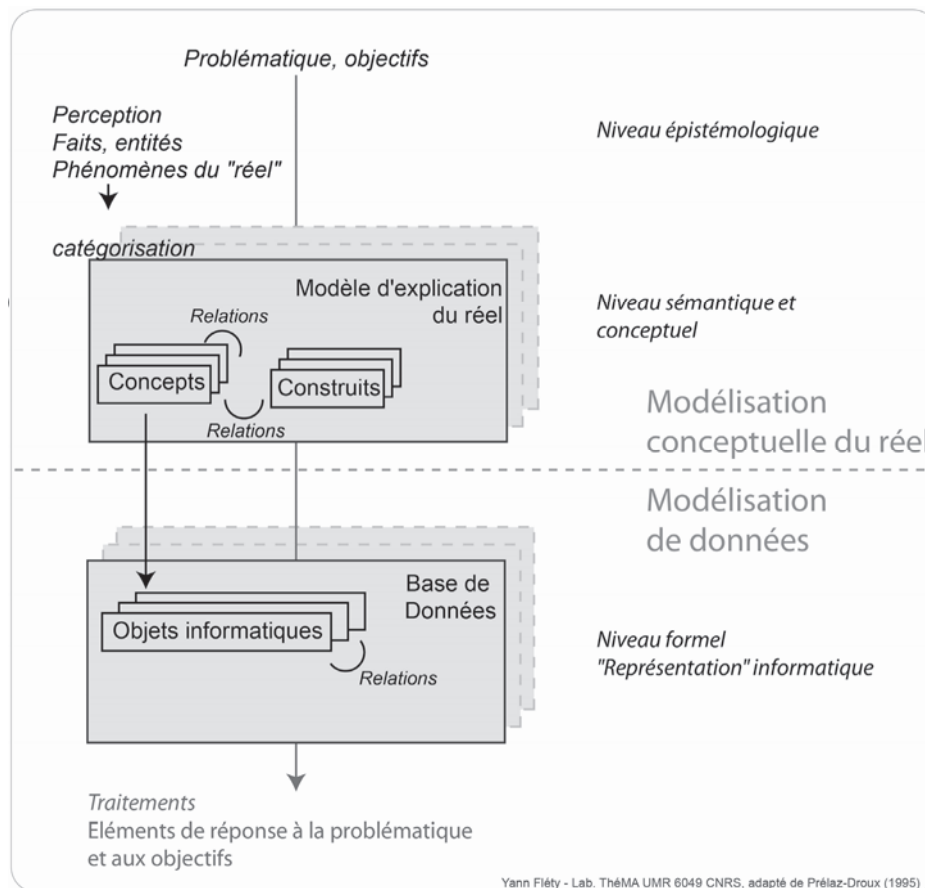 Problématique, objectifs
Perception
Faits, entités
Phénomènes du "réel"
Niveau épistémologique
catégorisation
Modèle d'explication
du réel
Relations
Concepts
Construits
Relations
Niveau sémantique et
conceptuel
Modélisation
conceptuelle du réel
Modélisation
de données
Base de
Données
Objets informatiques
Relations
Niveau formel
"Représentation" informatique
Traitements
Eléments de réponse à la problématique
et aux objectifs
Yann Fléty - Lab. ThéMA UMR 6049 CNRS, adapté de Prélaz-Droux (1995)